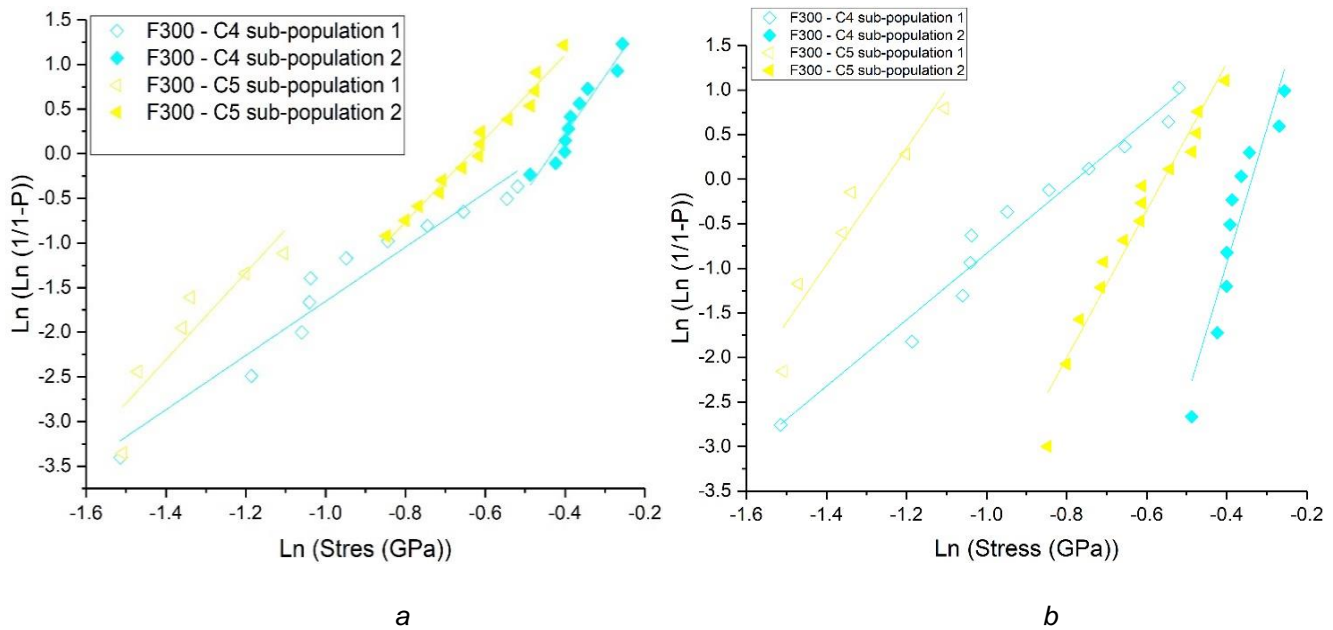 F300 - C4 sub-population 1
F300 - C4 sub-population 2
F300 - C5 sub-population 1
F300 - C5 sub-population 2
Ln (Ln (1/1-P))
1.5
1.0
0.5
0.0
-0.5
-1.0
-1.5
-2.0
-2.5
-3.0
-3.5
-1.6 -1.4 -1.2 -1.0 -0.8 -0.6 -0.4 -0.2
Ln (Stres (GPa))
a
F300 - C4 sub-population 1
F300 - C4 sub-population 2
F300 - C5 sub-population 1
F300 - C5 sub-population 2
Ln (Ln (1/1-P))
1.5
1.0
0.5
0.0
-0.5
-1.0
-1.5
-2.0
-2.5
-3.0
-3.5
-1.6 -1.4 -1.2 -1.0 -0.8 -0.6 -0.4 -0.2
Ln (Stress (GPa))
b